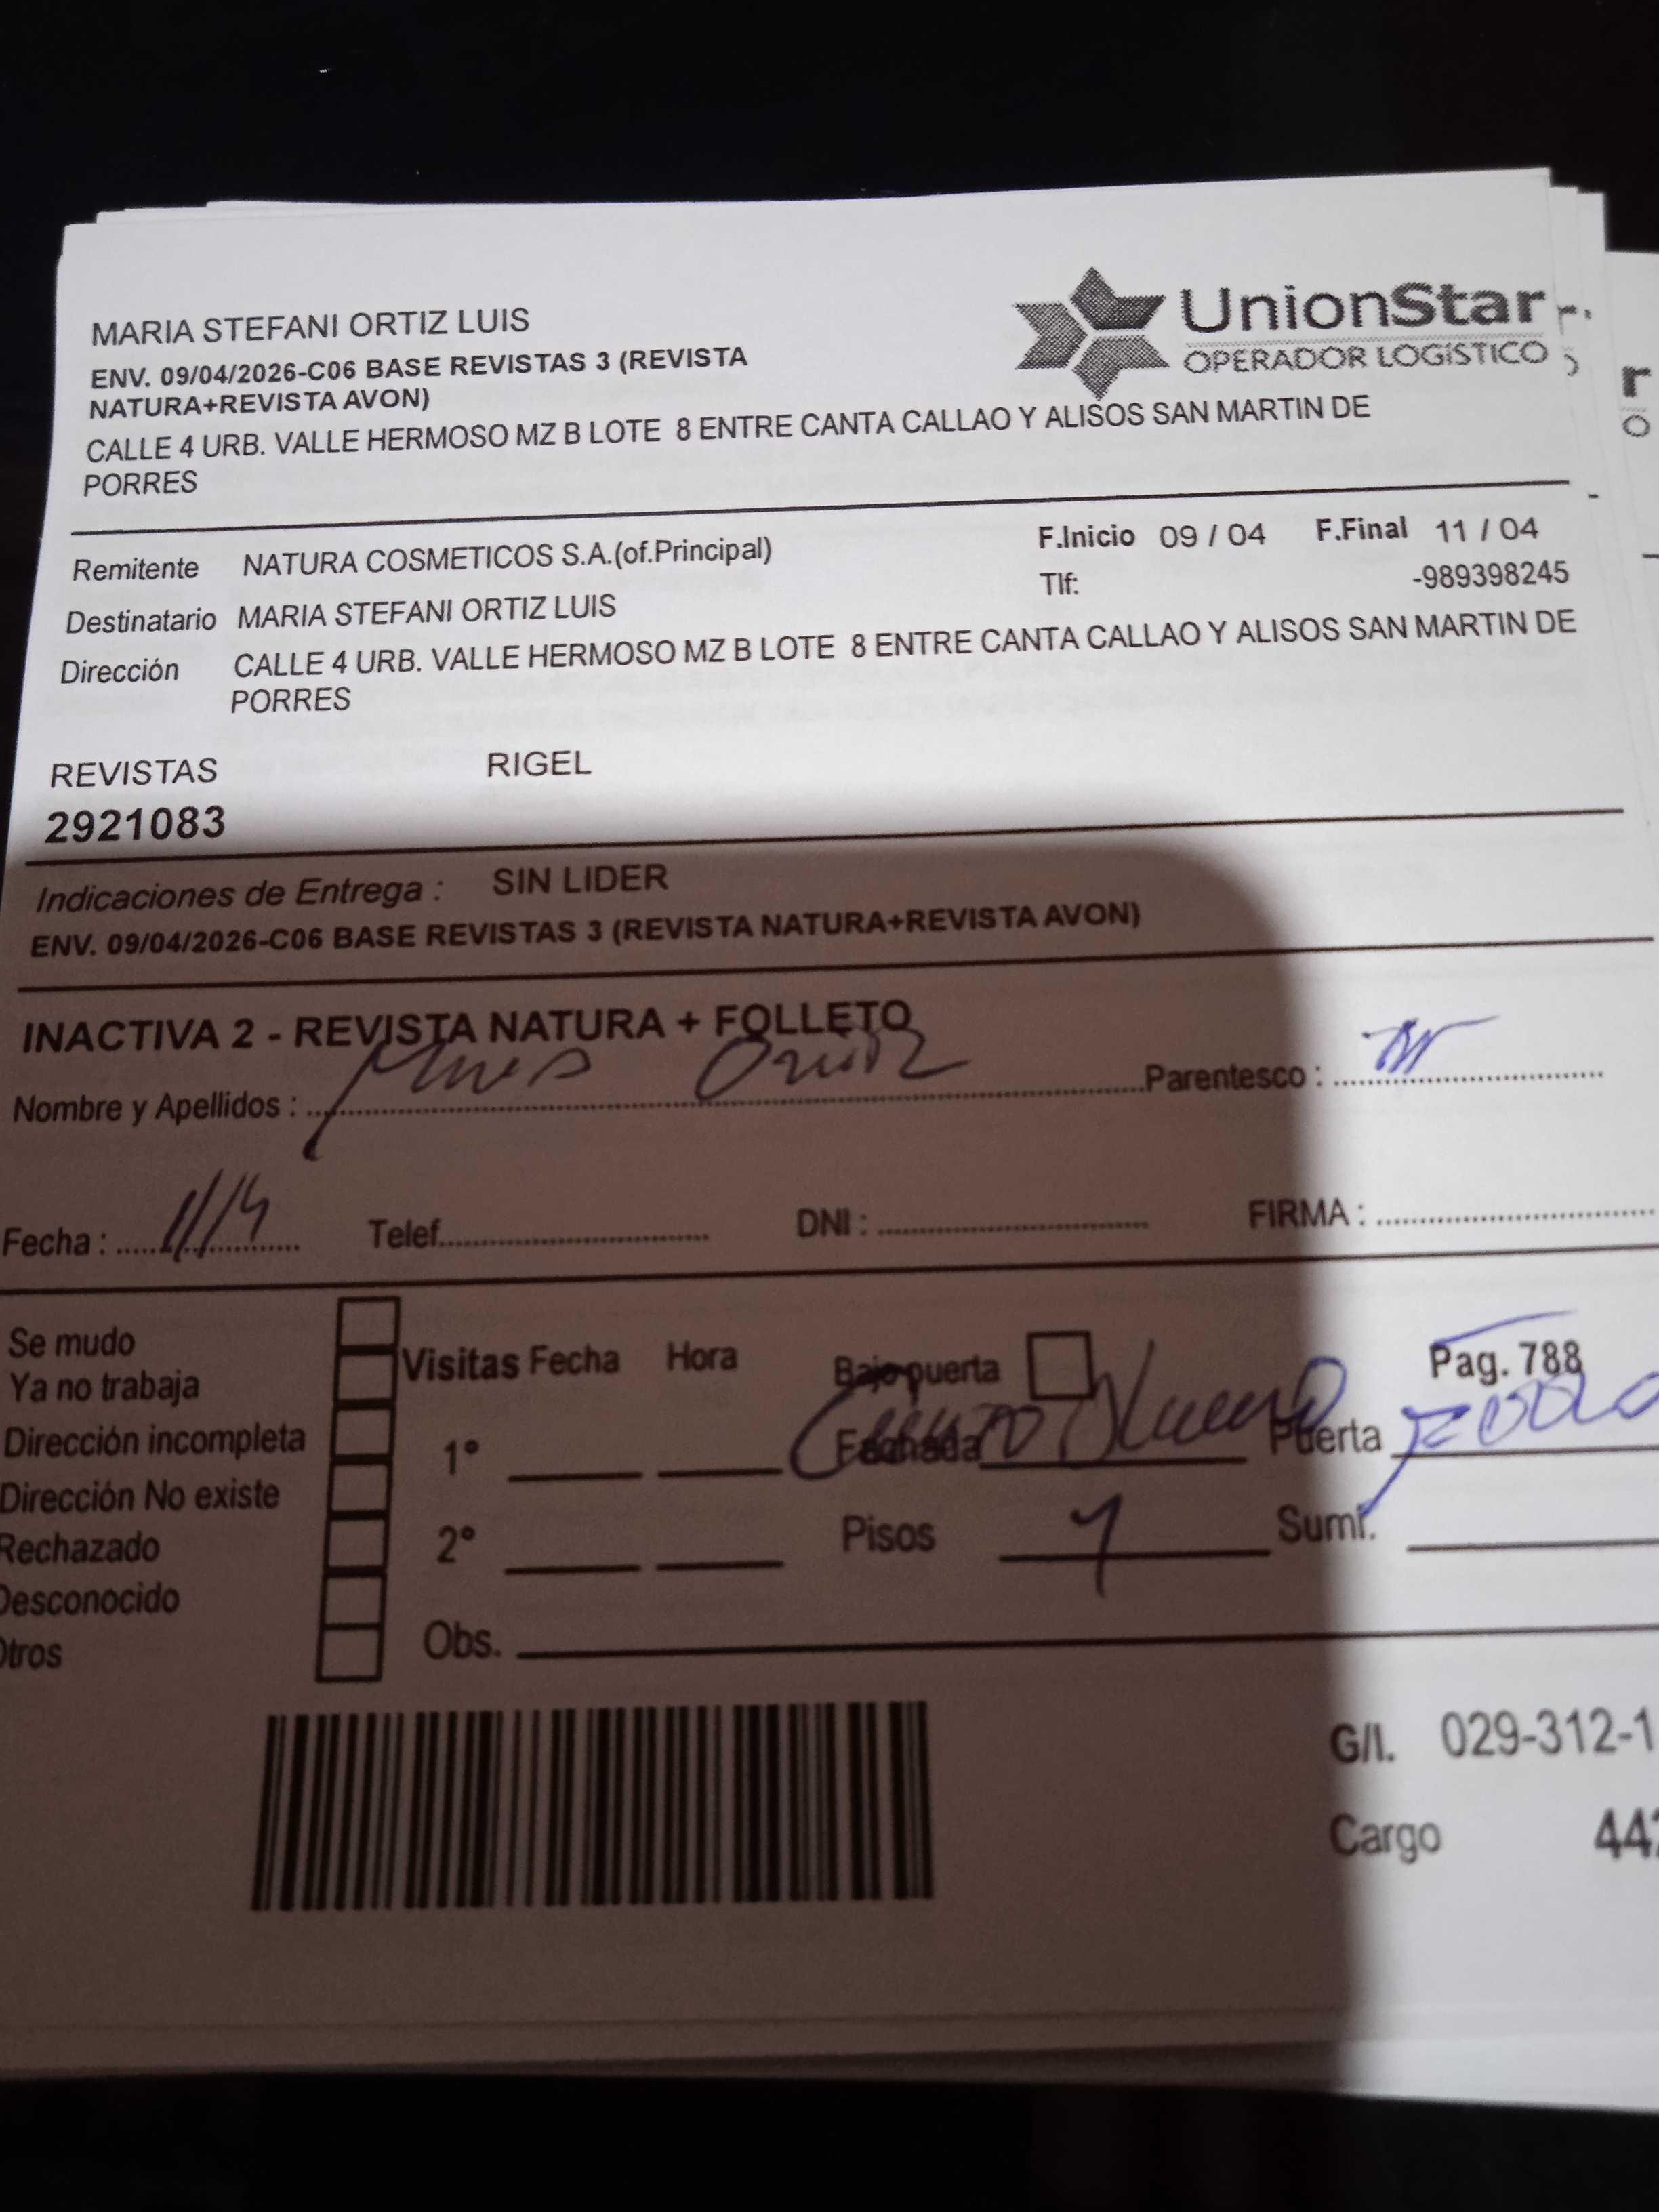 MARIA STEFANI ORTIZ LUIS
ENV. 09/04/2026-C06 BASE REVISTAS 3 (REVISTA
NATURA+REVISTA AVON)
CALLE 4 URB. VALLE HERMOSO MZ B LOTE 8 ENTRE CANTA CALLAO Y ALISOS SAN MARTIN DE
PORRES
UnionStar
OPERADOR LOGÍSTICO
Remitente NATURA COSMETICOS S.A.(of.Principal)
F.Inicio 09 / 04 F.Final 11 / 04
Tlf: -989398245
Destinatario MARIA STEFANI ORTIZ LUIS
Dirección CALLE 4 URB. VALLE HERMOSO MZ B LOTE 8 ENTRE CANTA CALLAO Y ALISOS SAN MARTIN DE
PORRES
REVISTAS RIGEL
2921083
Indicaciones de Entrega : SIN LIDER
ENV. 09/04/2026-C06 BASE REVISTAS 3 (REVISTA NATURA+REVISTA AVON)
INACTIVA 2 - REVISTA NATURA + FOLLETO
Nombre y Apellidos : Ortiz Parentesco :
Fecha : 11/4 Telef. DNI : FIRMA :
Se mudo
Ya no trabaja
Dirección incompleta
Dirección No existe
Rechazado
Desconocido
Otros
Visitas Fecha Hora
1°
2°
Obs.
Bajo puerta Pag. 788
Fachada Puerta
Pisos 1 Sumi.
G/I. 029-312-1
Cargo 442